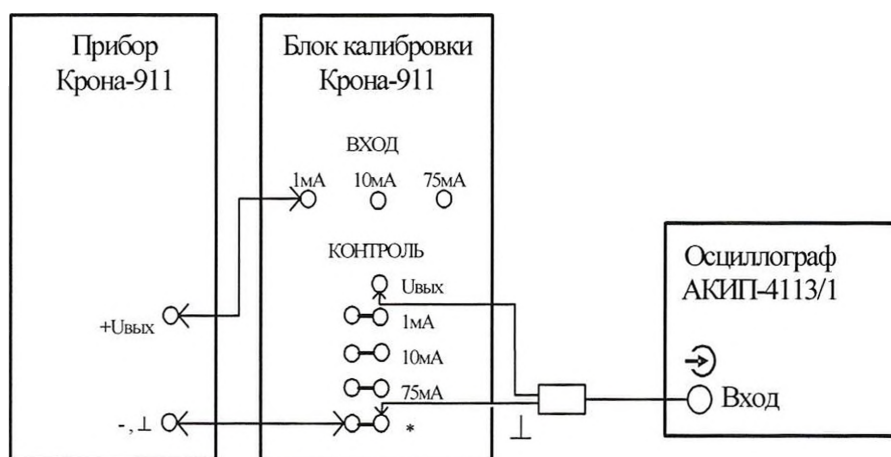 Прибор
Крона-911
+Uвых
- , ⊥
Блок калибровки
Крона-911
ВХОД
1мА 10мА 75мА
КОНТРОЛЬ
Uвых
1мА
10мА
75мА
*
⊥
Осциллограф
АКИП-4113/1
Вход